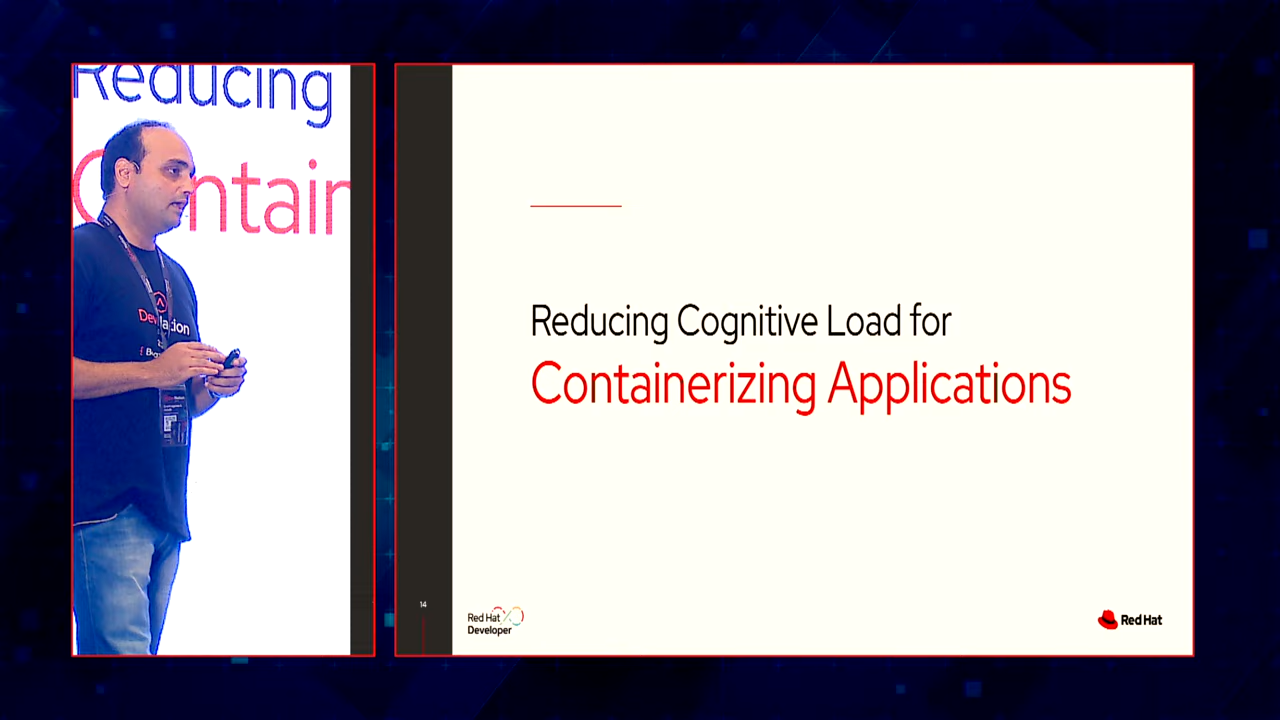 Reducing
Contain
Reducing Cognitive Load for
Containerizing Applications
14
Red Hat
Developer
Red Hat